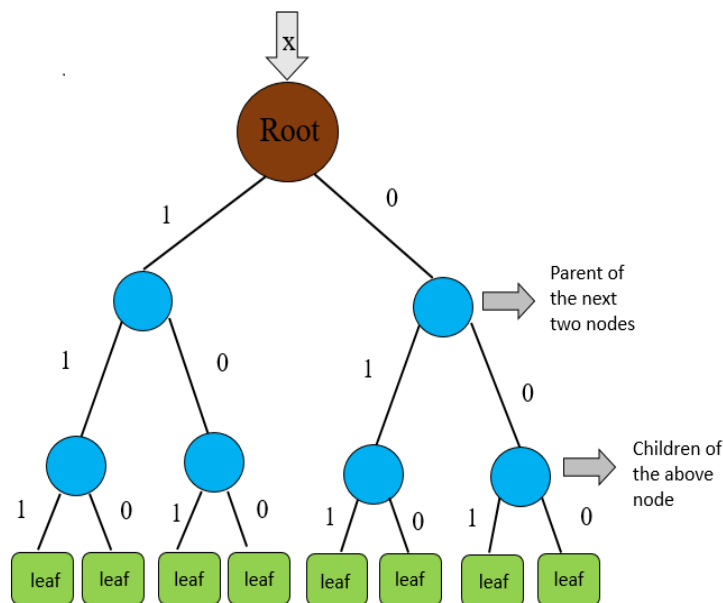 x
Root
1
0
Parent of
the next
two nodes
1
0
1
0
Children of
the above
node
1
0
1
0
1
0
1
0
leaf
leaf
leaf
leaf
leaf
leaf
leaf
leaf